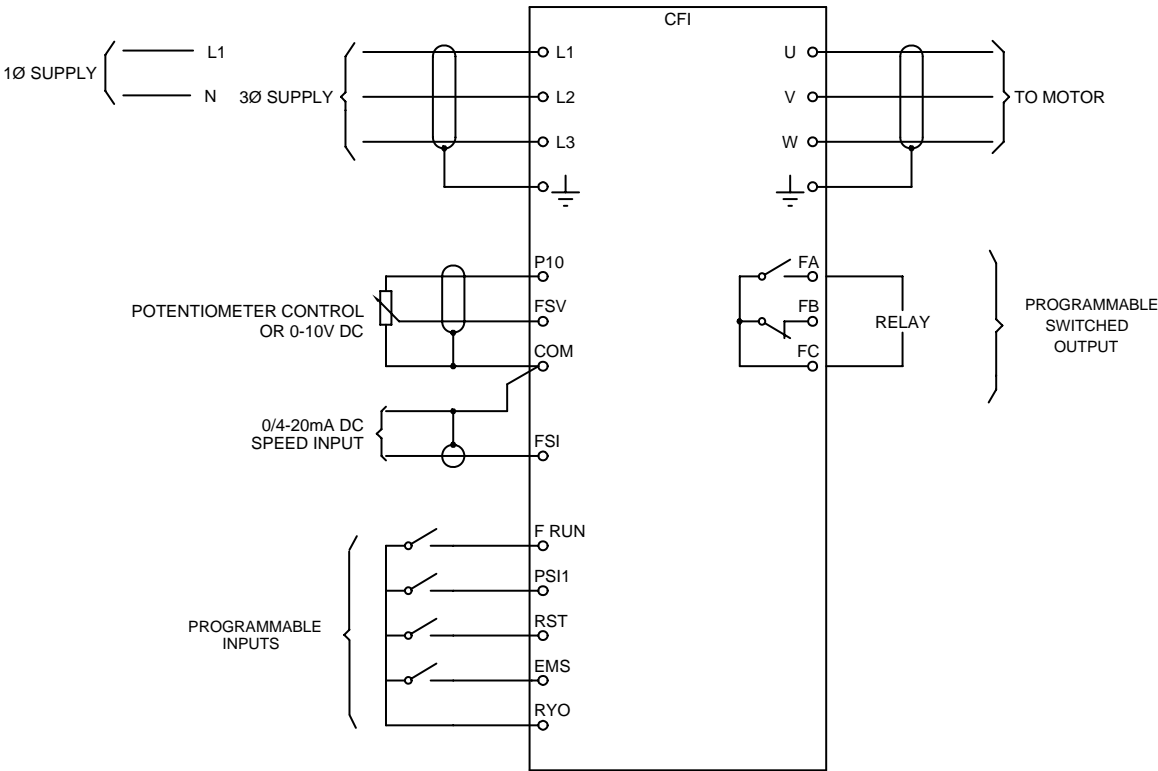 CFI
1Ø SUPPLY
L1
N
3Ø SUPPLY
L1
L2
L3
U
V
W
TO MOTOR
P10
FSV
COM
POTENTIOMETER CONTROL
OR 0-10V DC
0/4-20mA DC
SPEED INPUT
FSI
FA
FB
FC
RELAY
PROGRAMMABLE
SWITCHED
OUTPUT
F RUN
PSI1
RST
EMS
RYO
PROGRAMMABLE
INPUTS